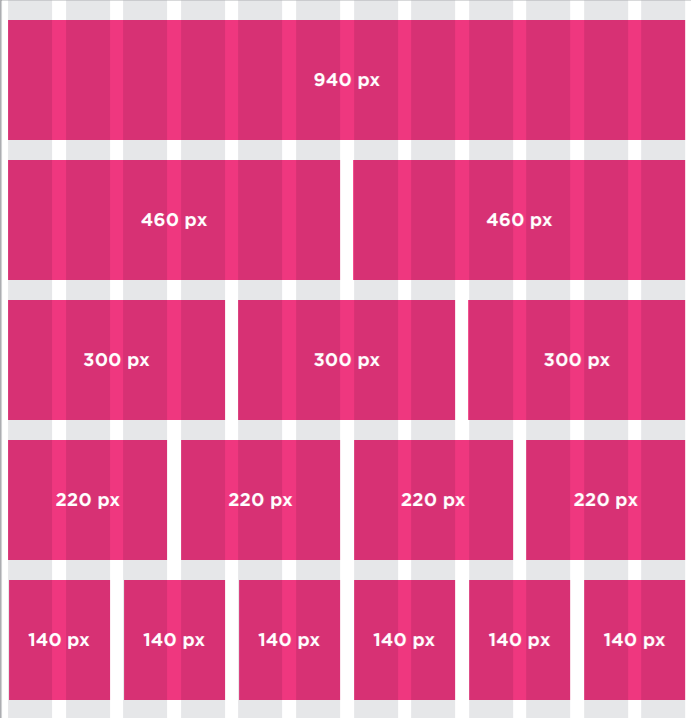 940 px
460 px 460 px
300 px 300 px 300 px
220 px 220 px 220 px 220 px
140 px 140 px 140 px 140 px 140 px 140 px